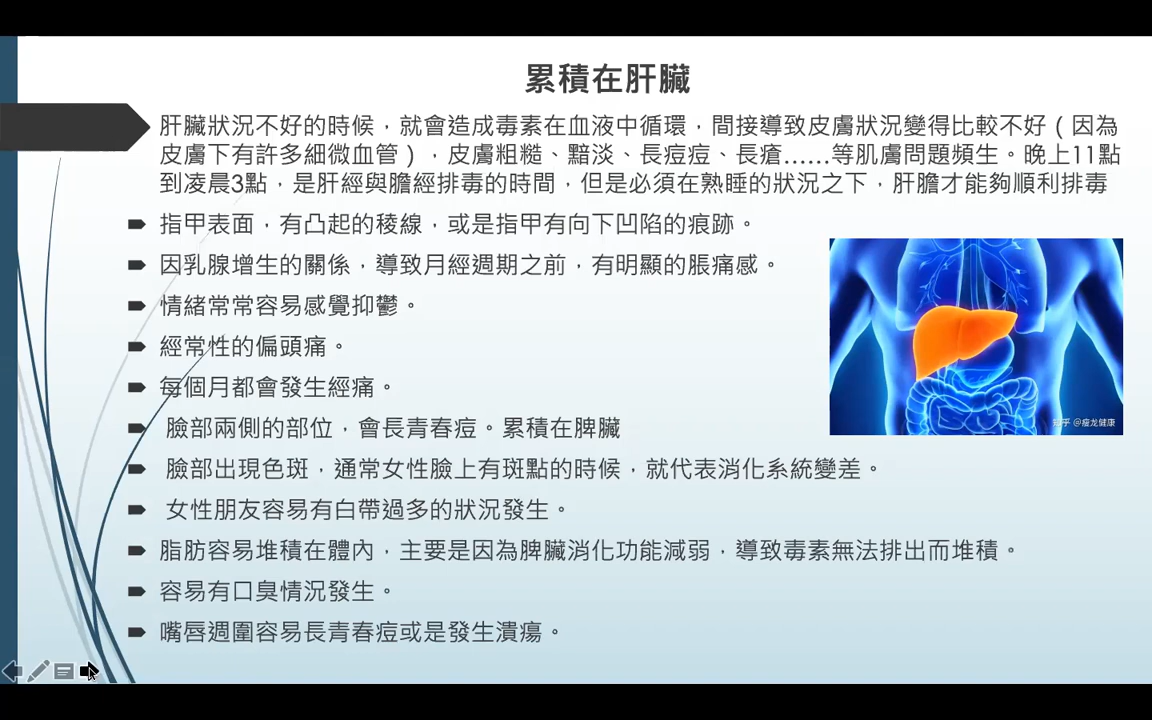 累積在肝臟
肝臟狀況不好的時候，就會造成毒素在血液中循環，間接導致皮膚狀況變得比較不好（因為
皮膚下有許多細微血管），皮膚粗糙、黯淡、長痘痘、長瘡……等肌膚問題頻生。晚上11點
到凌晨3點，是肝經與膽經排毒的時間，但是必須在熟睡的狀況之下，肝膽才能夠順利排毒
指甲表面，有凸起的稜線，或是指甲有向下凹陷的痕跡。
因乳腺增生的關係，導致月經週期之前，有明顯的脹痛感。
情緒常常容易感覺抑鬱。
經常性的偏頭痛。
每個月都會發生經痛。
臉部兩側的部位，會長青春痘。累積在脾臟
臉部出現色斑，通常女性臉上有斑點的時候，就代表消化系統變差。
女性朋友容易有白帶過多的狀況發生。
脂肪容易堆積在體內，主要是因為脾臟消化功能減弱，導致毒素無法排出而堆積。
容易有口臭情況發生。
嘴唇週圍容易長青春痘或是發生潰瘍。
知乎 @瘦龙健康